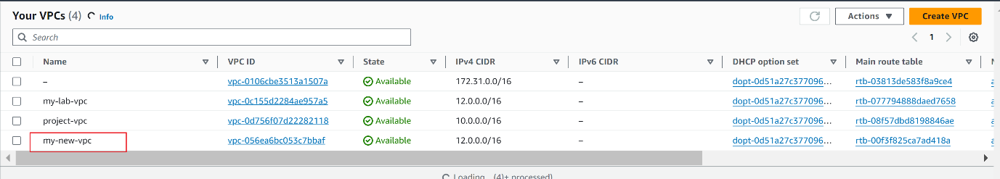 Your VPCs (4) Info
Actions Create VPC
Search
1
Name VPC ID State IPv4 CIDR IPv6 CIDR DHCP option set Main route table
– vpc-0106cbe3513a1507a Available 172.31.0.0/16 – dopt-0d51a27c377096... rtb-03813de583f8a9ce4
my-lab-vpc vpc-0c155d2284ae957a5 Available 12.0.0.0/16 – dopt-0d51a27c377096... rtb-077794888daed7658
project-vpc vpc-0d756f07d22282118 Available 10.0.0.0/16 – dopt-0d51a27c377096... rtb-08f57dbd8198846ae
my-new-vpc vpc-056ea6bc053c7bbaf Available 12.0.0.0/16 – dopt-0d51a27c377096... rtb-00f3f825ca7ad418a
Loading (4)+ processed)